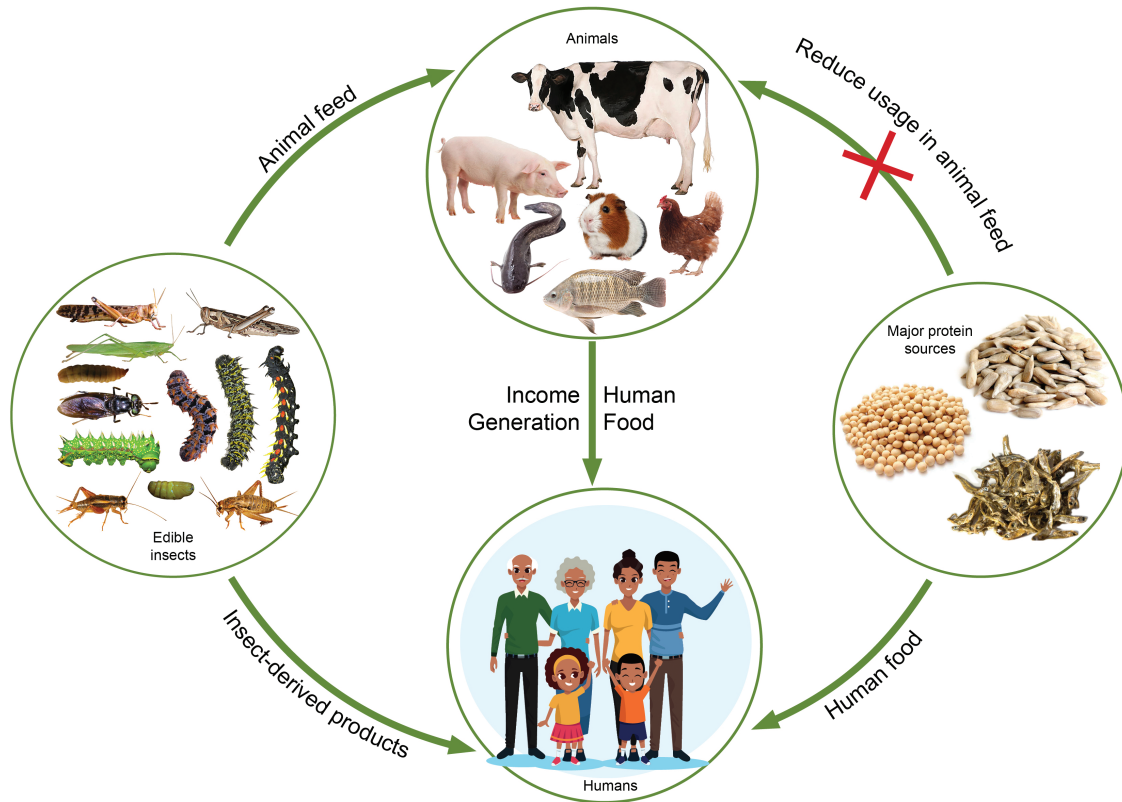 Animals
Animal feed
Reduce usage in animal feed
Major protein
sources
Income
Generation
Human
Food
Edible
insects
Insect-derived products
Human food
Humans